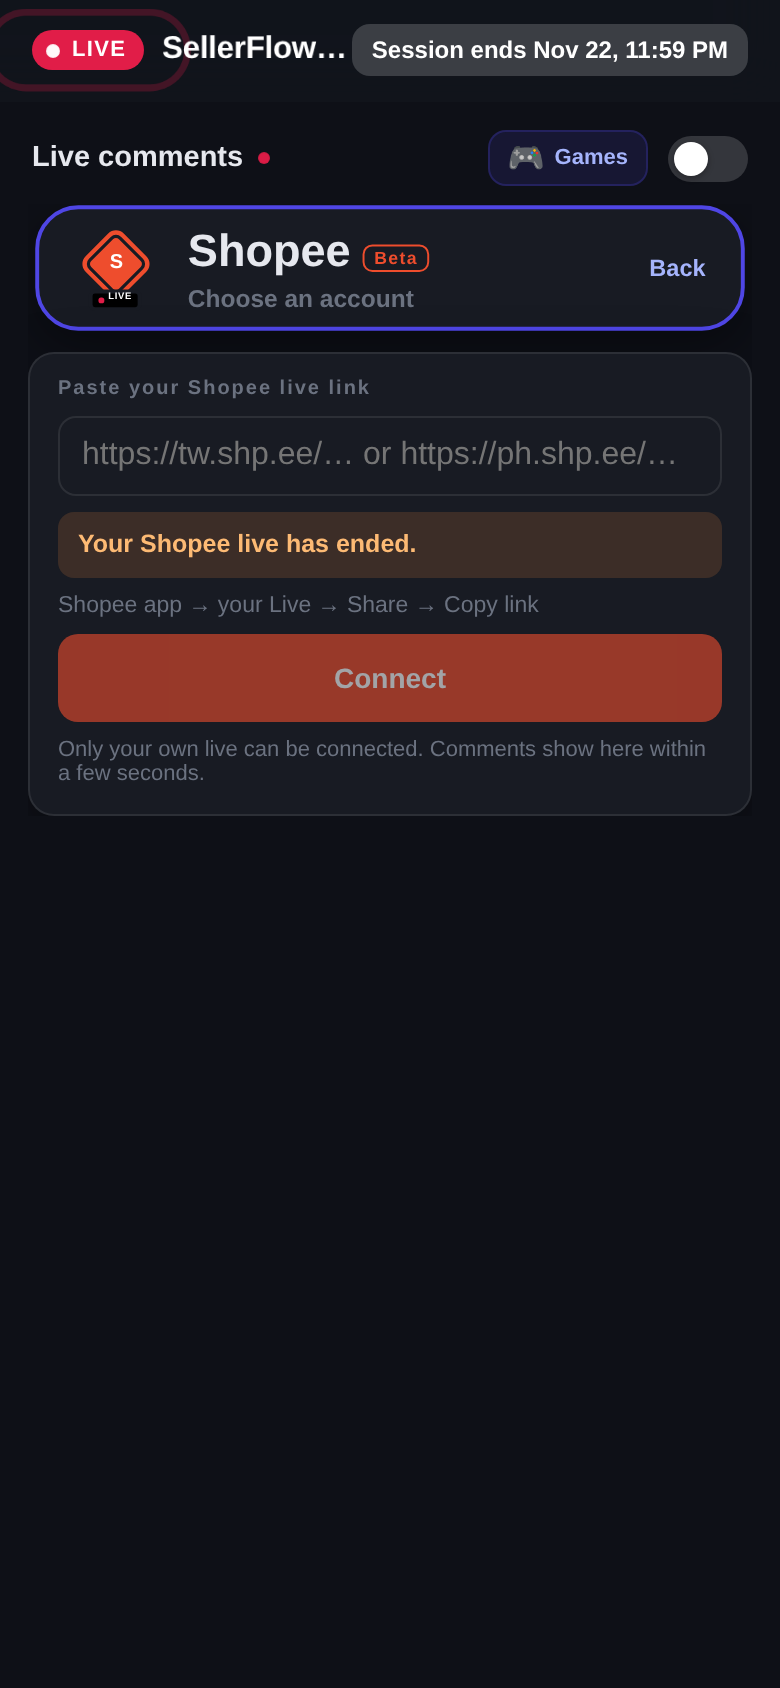 LIVE
SellerFlow…
Session ends Nov 22, 11:59 PM
Live comments
Games
S
LIVE
Shopee
Beta
Choose an account
Back
Paste your Shopee live link
https://tw.shp.ee/… or https://ph.shp.ee/…
Your Shopee live has ended.
Shopee app → your Live → Share → Copy link
Connect
Only your own live can be connected. Comments show here within
a few seconds.